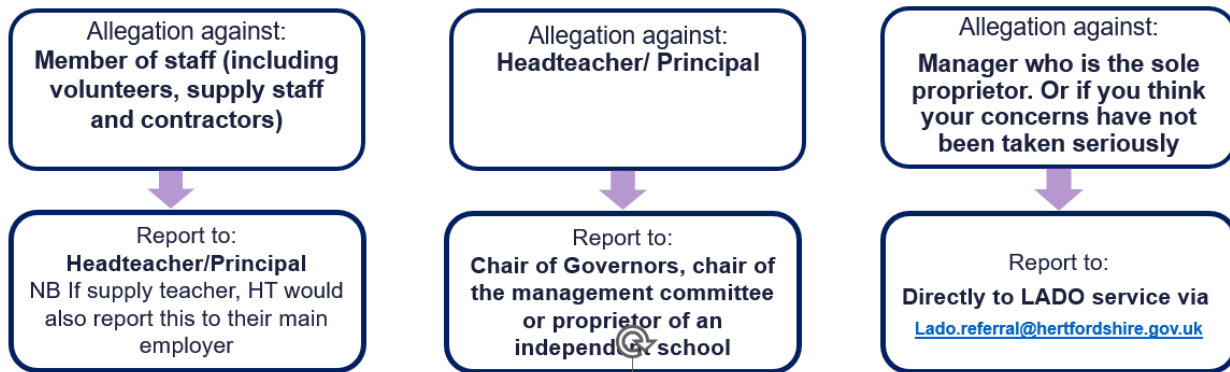 Allegation against:
Member of staff (including
volunteers, supply staff
and contractors)
Report to:
Headteacher/Principal
NB If supply teacher, HT would
also report this to their main
employer
Allegation against:
Headteacher/ Principal
Report to:
Chair of Governors, chair of
the management committee
or proprietor of an
independent school
Allegation against:
Manager who is the sole
proprietor. Or if you think
your concerns have not
been taken seriously
Report to:
Directly to LADO service via
Lado.referral@hertfordshire.gov.uk